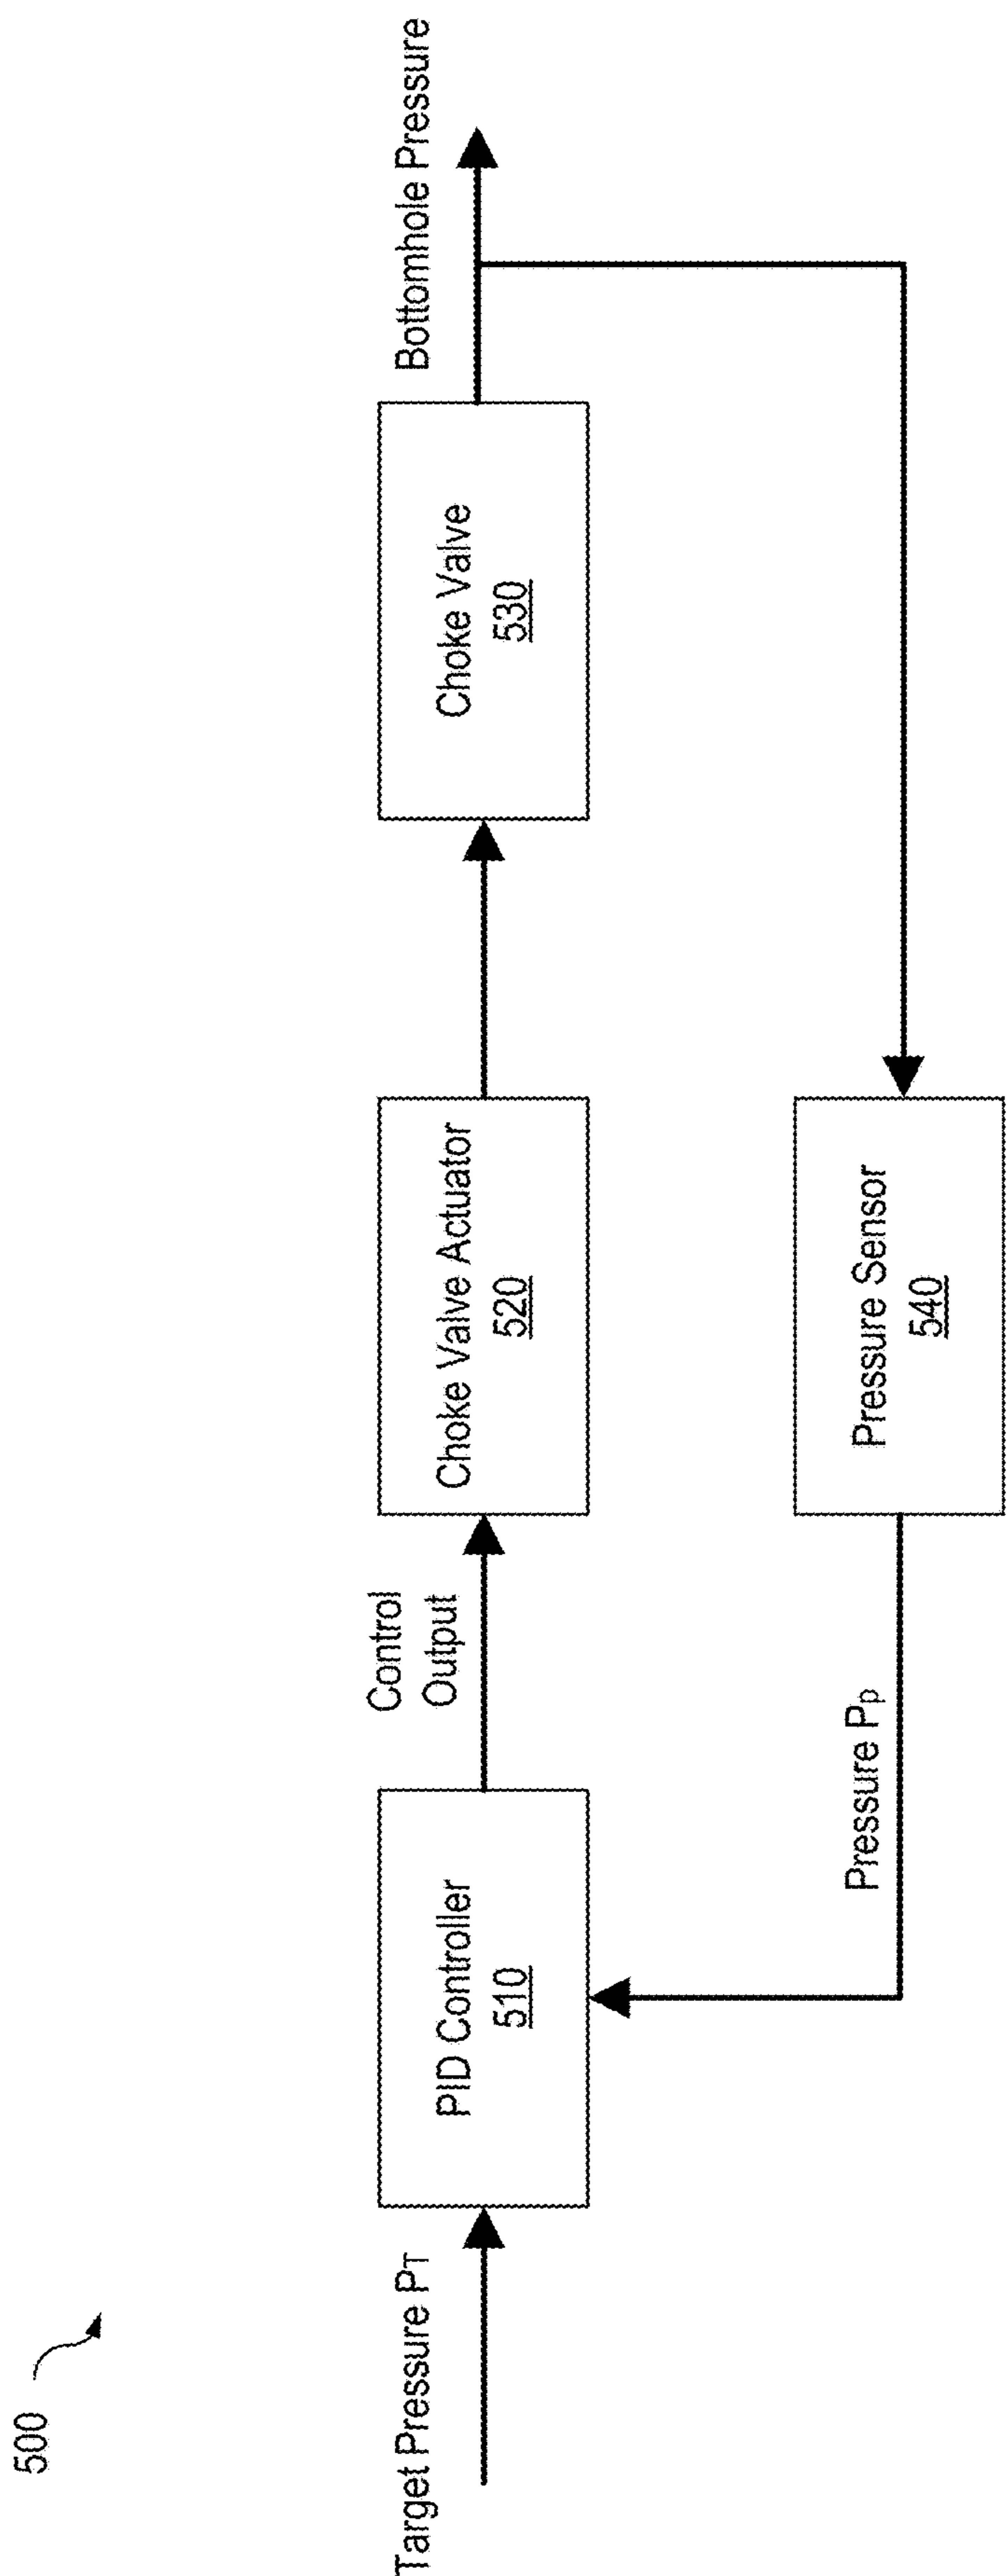 500
Target Pressure PT
PID Controller
510
Control
Output
Choke Valve Actuator
520
Choke Valve
530
Bottomhole Pressure
Pressure Sensor
540
Pressure Pp